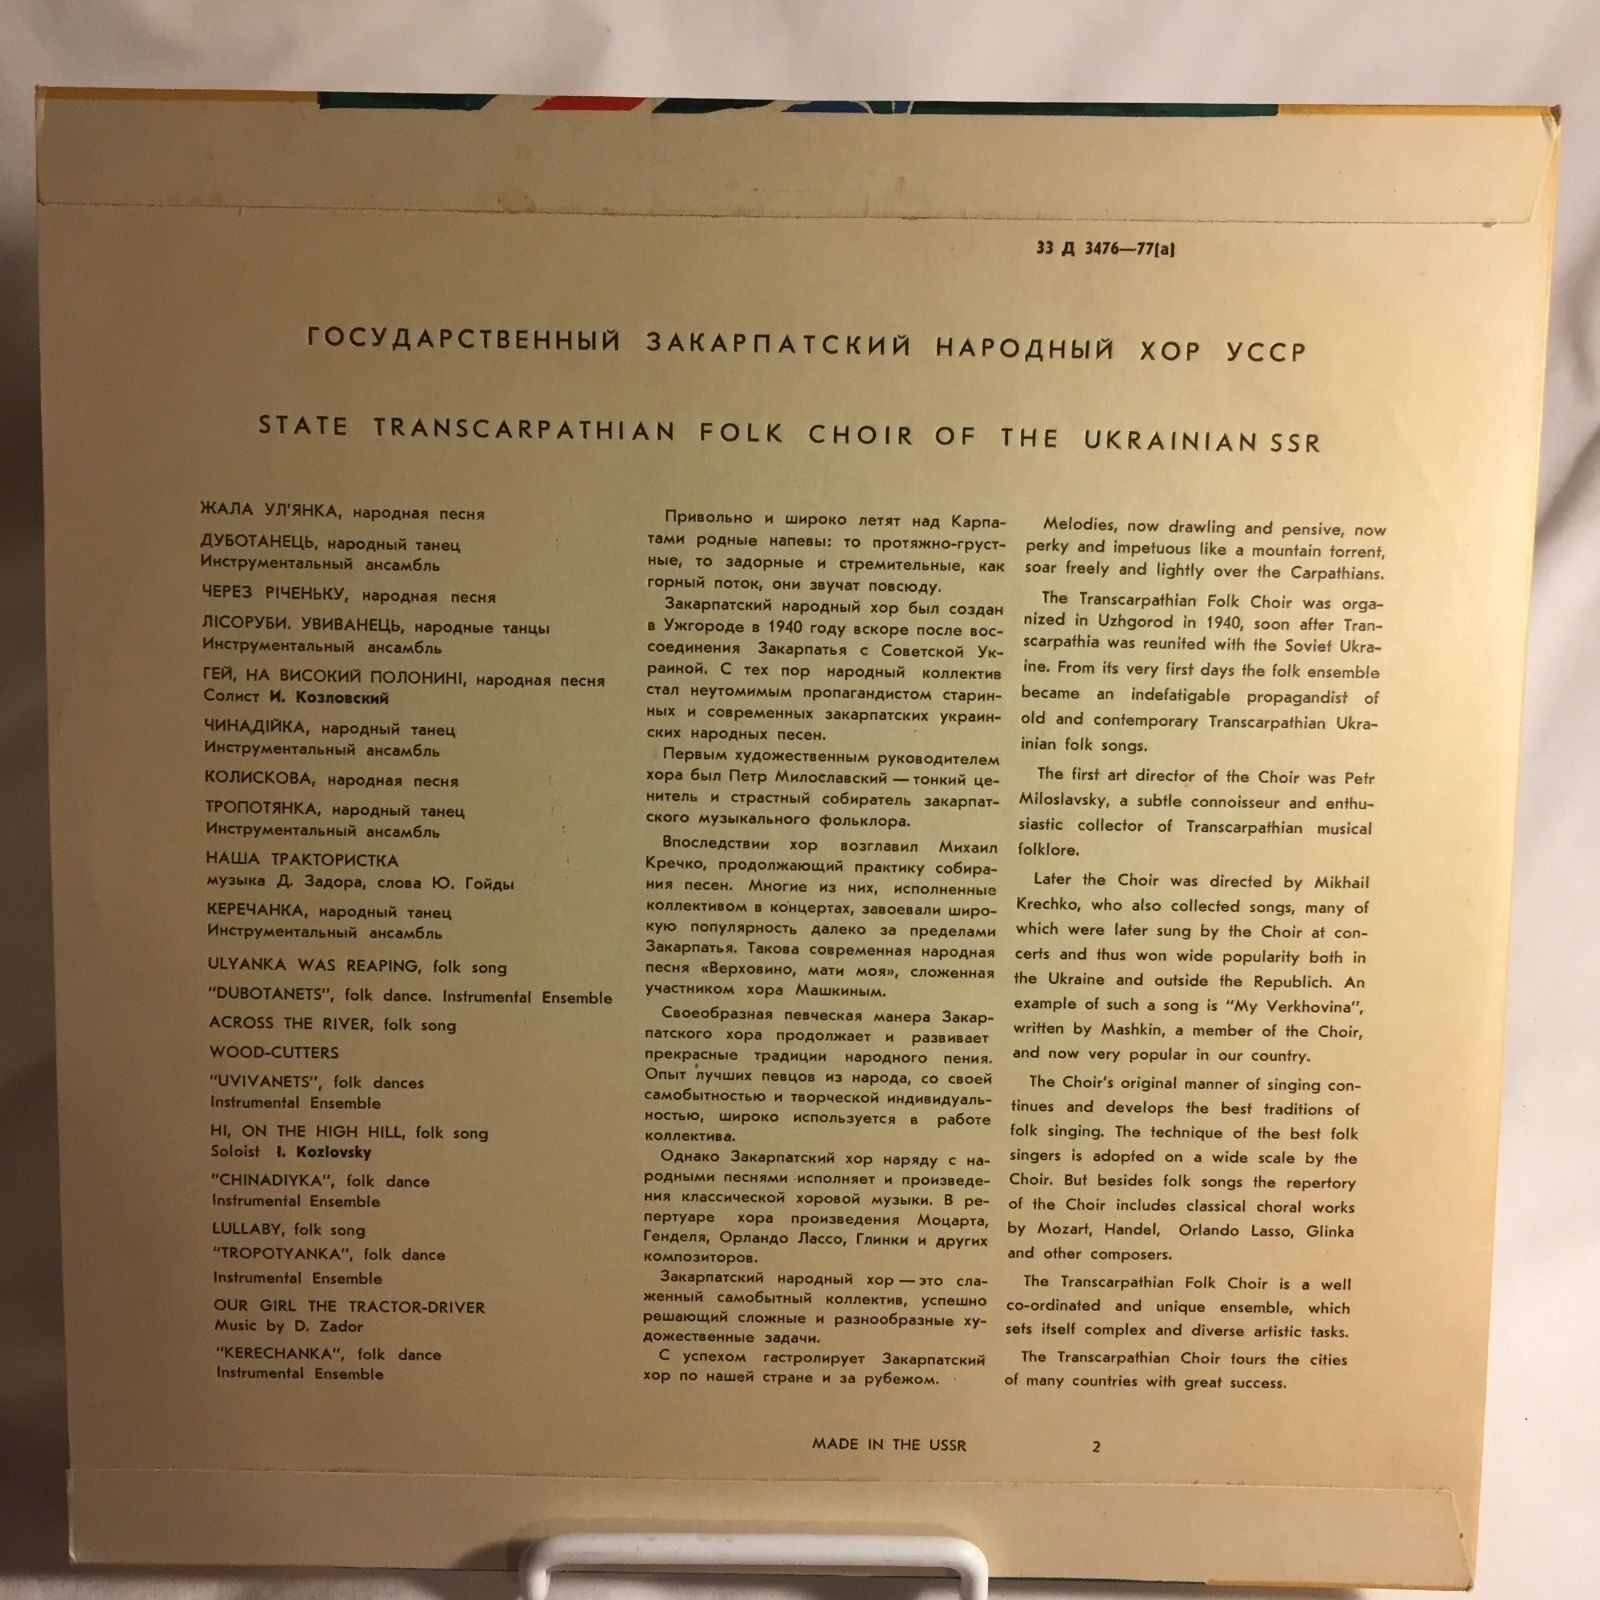 33 Д 3476—77(a)
ГОСУДАРСТВЕННЫЙ ЗАКАРПАТСКИЙ НАРОДНЫЙ ХОР УССР
STATE TRANSCARPATHIAN FOLK CHOIR OF THE UKRAINIAN SSR
ЖАЛА УЛ'ЯНКА, народная песня
ДУБОТАНЕЦЬ, народный танец
Инструментальный ансамбль
ЧЕРЕЗ РІЧЕНЬКУ, народная песня
ЛІСОРУБИ. УВИВАНЕЦЬ, народные танцы
Инструментальный ансамбль
ГЕЙ, НА ВИСОКИЙ ПОЛОНИНІ, народная песня
Солист И. Козловский
ЧИНАДІЙКА, народный танец
Инструментальный ансамбль
КОЛИСКОВА, народная песня
ТРОПОТЯНКА, народный танец
Инструментальный ансамбль
НАША ТРАКТОРИСТКА
музыка Д. Задора, слова Ю. Гойды
КЕРЕЧАНКА, народный танец
Инструментальный ансамбль
ULYANKA WAS REAPING, folk song
"DUBOTANETS", folk dance. Instrumental Ensemble
ACROSS THE RIVER, folk song
WOOD-CUTTERS
"UVIVANETS", folk dances
Instrumental Ensemble
HI, ON THE HIGH HILL, folk song
Soloist I. Kozlovsky
"CHINADIYKA", folk dance
Instrumental Ensemble
LULLABY, folk song
"TROPOTYANKA", folk dance
Instrumental Ensemble
OUR GIRL THE TRACTOR-DRIVER
Music by D. Zador
"KERECHANKA", folk dance
Instrumental Ensemble
Привольно и широко летят над Карпа-
тами родные напевы: то протяжно-груст-
ные, то задорные и стремительные, как
горный поток, они звучат повсюду.
Закарпатский народный хор был создан
в Ужгороде в 1940 году вскоре после вос-
соединения Закарпатья с Советской Ук-
раиной. С тех пор народный коллектив
стал неутомимым пропагандистом старин-
ных и современных закарпатских украин-
ских народных песен.
Первым художественным руководителем
хора был Петр Милославский — тонкий це-
нитель и страстный собиратель закарпат-
ского музыкального фольклора.
Впоследствии хор возглавил Михаил
Кречко, продолжающий практику собира-
ния песен. Многие из них, исполненные
коллективом в концертах, завоевали широ-
кую популярность далеко за пределами
Закарпатья. Такова современная народная
песня «Верховино, мати моя», сложенная
участником хора Машкиным.
Своеобразная певческая манера Закар-
патского хора продолжает и развивает
прекрасные традиции народного пения.
Опыт лучших певцов из народа, со своей
самобытностью и творческой индивидуаль-
ностью, широко используется в работе
коллектива.
Однако Закарпатский хор наряду с на-
родными песнями исполняет и произведе-
ния классической хоровой музыки. В ре-
пертуаре хора произведения Моцарта,
Генделя, Орландо Лассо, Глинки и других
композиторов.
Закарпатский народный хор — это сла-
женный самобытный коллектив, успешно
решающий сложные и разнообразные ху-
дожественные задачи.
С успехом гастролирует Закарпатский
хор по нашей стране и за рубежом.
Melodies, now drawling and pensive, now
perky and impetuous like a mountain torrent,
soar freely and lightly over the Carpathians.
The Transcarpathian Folk Choir was orga-
nized in Uzhgorod in 1940, soon after Tran-
scarpathia was reunited with the Soviet Ukra-
ine. From its very first days the folk ensemble
became an indefatigable propagandist of
old and contemporary Transcarpathian Ukra-
inian folk songs.
The first art director of the Choir was Petr
Miloslavsky, a subtle connoisseur and enthu-
siastic collector of Transcarpathian musical
folklore.
Later the Choir was directed by Mikhail
Krechko, who also collected songs, many of
which were later sung by the Choir at con-
certs and thus won wide popularity both in
the Ukraine and outside the Republich. An
example of such a song is "My Verkhovina",
written by Mashkin, a member of the Choir,
and now very popular in our country.
The Choir's original manner of singing con-
tinues and develops the best traditions of
folk singing. The technique of the best folk
singers is adopted on a wide scale by the
Choir. But besides folk songs the repertory
of the Choir includes classical choral works
by Mozart, Handel, Orlando Lasso, Glinka
and other composers.
The Transcarpathian Folk Choir is a well
co-ordinated and unique ensemble, which
sets itself complex and diverse artistic tasks.
The Transcarpathian Choir tours the cities
of many countries with great success.
MADE IN THE USSR
2